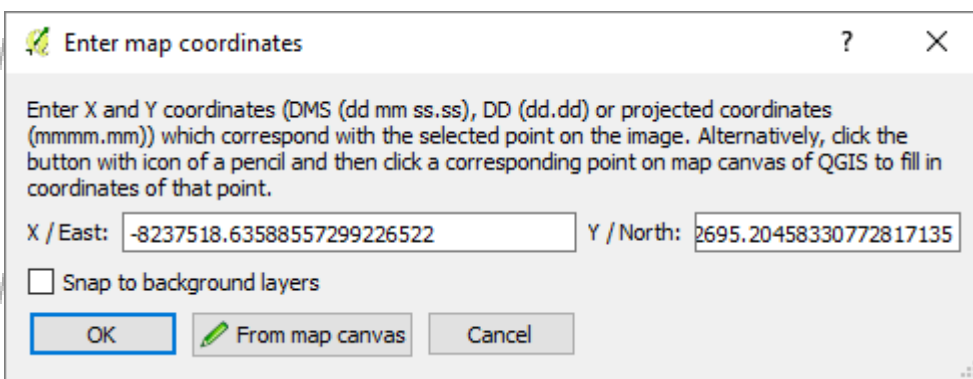 Enter map coordinates ? X
Enter X and Y coordinates (DMS (dd mm ss.ss), DD (dd.dd) or projected coordinates
(mmmm.mm)) which correspond with the selected point on the image. Alternatively, click the
button with icon of a pencil and then click a corresponding point on map canvas of QGIS to fill in
coordinates of that point.
X / East: -8237518.63588557299226522 Y / North: 2695.20458330772817135
Snap to background layers
OK From map canvas Cancel